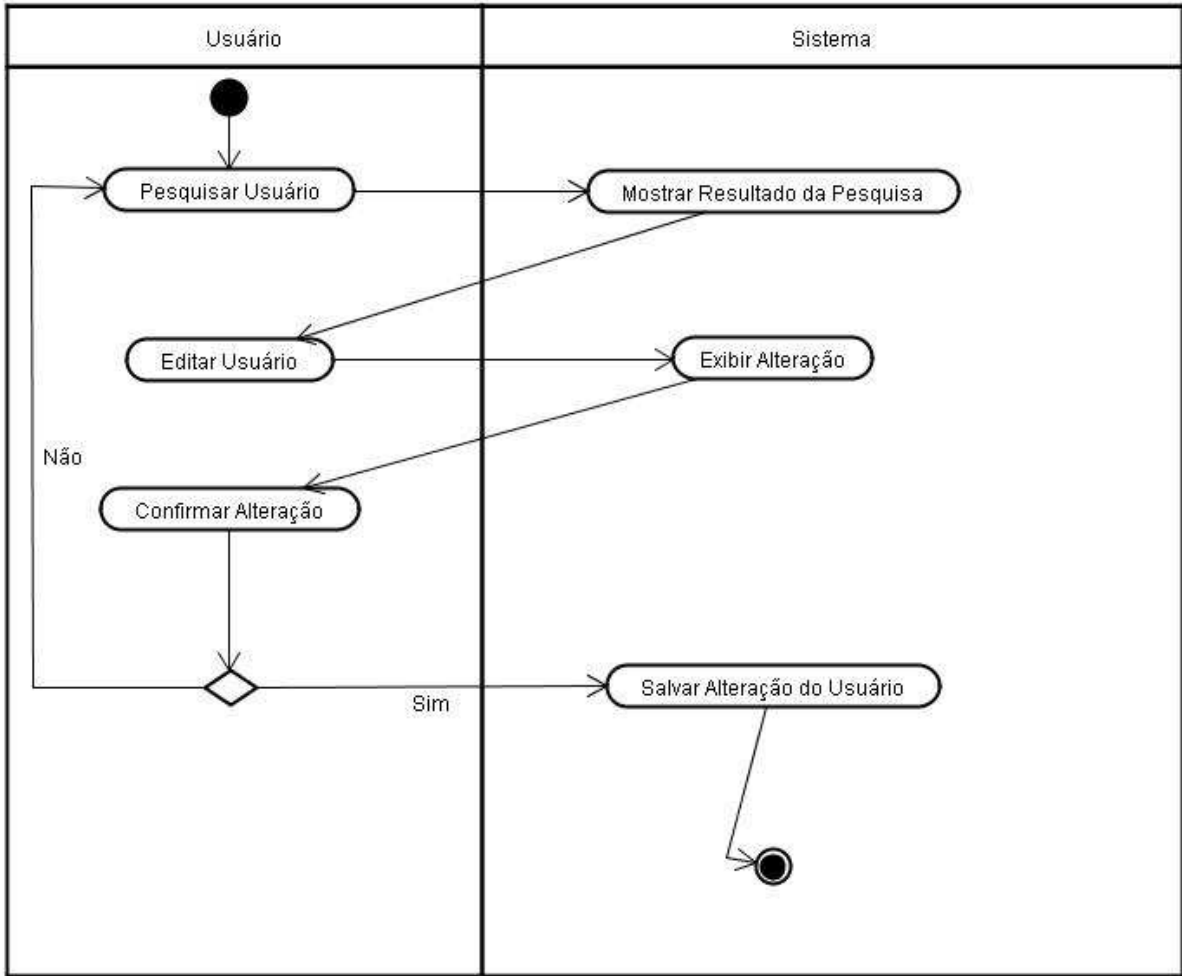 Usuário
Sistema
Pesquisar Usuário
Mostrar Resultado da Pesquisa
Editar Usuário
Exibir Alteração
Não
Confirmar Alteração
Salvar Alteração do Usuário
Sim